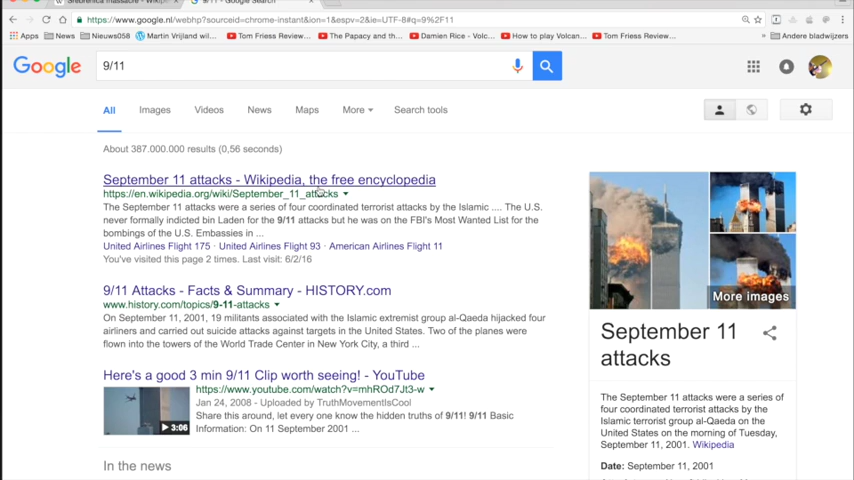 Srebrenica massacre - Wikipe
9/11 - Google Search
https://www.google.nl/webhp?sourceid=chrome-instant&ion=1&espv=2&ie=UTF-8#q=9%2F11
Apps News Nieuws058 Martin Vrijland wil... Tom Friess Review... The Papacy and th... Damien Rice - Volc... How to play Volcan... Tom Friess Review... » Andere bladwijzers
Google 9/11
All Images Videos News Maps More Search tools
About 387.000.000 results (0,56 seconds)
September 11 attacks - Wikipedia, the free encyclopedia
https://en.wikipedia.org/wiki/September_11_attacks
The September 11 attacks were a series of four coordinated terrorist attacks by the Islamic .... The U.S.
never formally indicted bin Laden for the 9/11 attacks but he was on the FBI's Most Wanted List for the
bombings of the U.S. Embassies in ...
United Airlines Flight 175 · United Airlines Flight 93 · American Airlines Flight 11
You've visited this page 2 times. Last visit: 6/2/16
9/11 Attacks - Facts & Summary - HISTORY.com
www.history.com/topics/9-11-attacks
On September 11, 2001, 19 militants associated with the Islamic extremist group al-Qaeda hijacked four
airliners and carried out suicide attacks against targets in the United States. Two of the planes were
flown into the towers of the World Trade Center in New York City, a third ...
Here's a good 3 min 9/11 Clip worth seeing! - YouTube
https://www.youtube.com/watch?v=mhROd7Jt3-w
Jan 24, 2008 - Uploaded by TruthMovementIsCool
Share this around, let every one know the hidden truths of 9/11! 9/11 Basic
Information: On 11 September 2001 ...
3:06
In the news
More images
September 11
attacks
The September 11 attacks were a series of
four coordinated terrorist attacks by the
Islamic terrorist group al-Qaeda on the
United States on the morning of Tuesday,
September 11, 2001. Wikipedia
Date: September 11, 2001